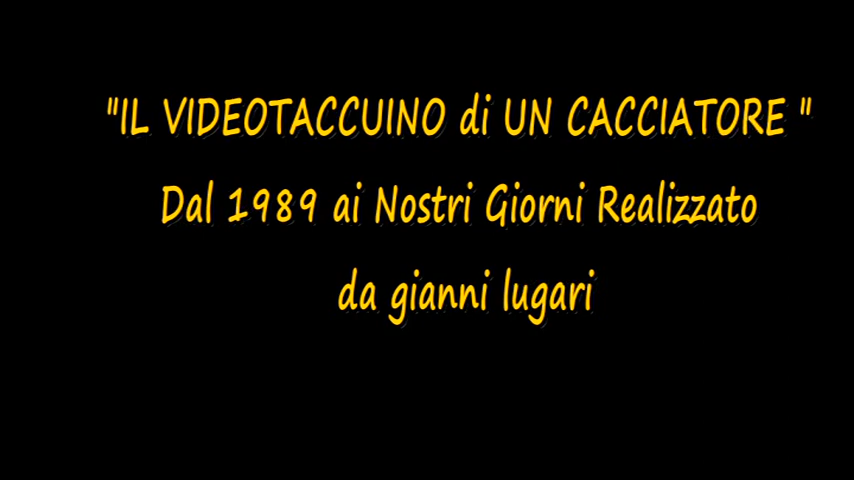 "IL VIDEOTACCUINO di UN CACCIATORE "
Dal 1989 ai Nostri Giorni Realizzato
da gianni lugari